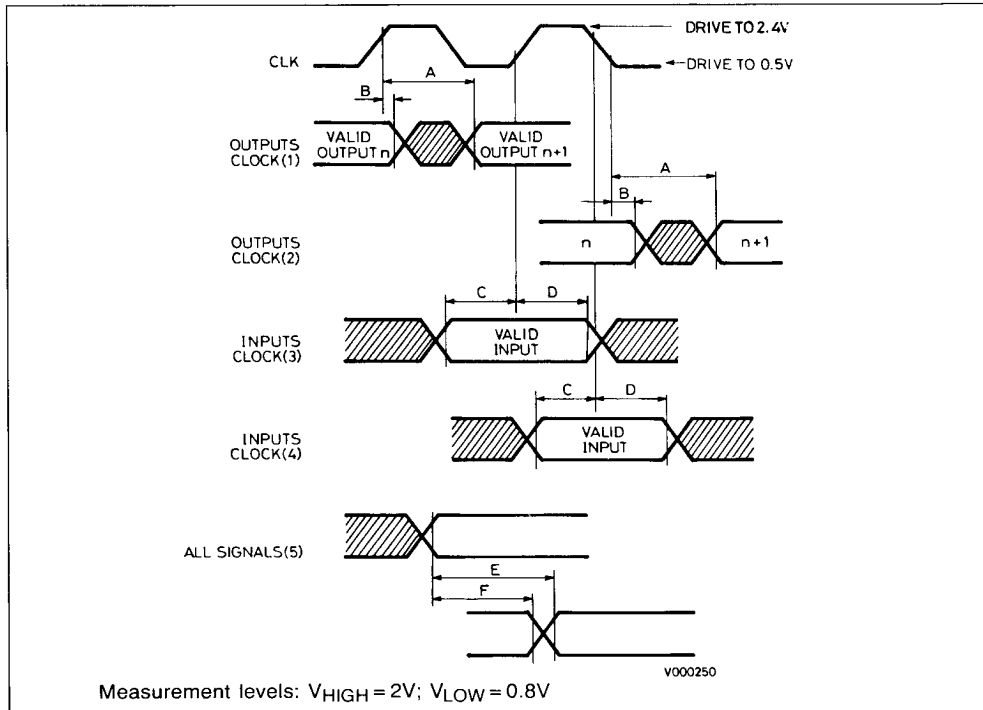 DRIVE TO 2.4V
CLK
DRIVE TO 0.5V
A
B
OUTPUTS CLOCK(1)
VALID OUTPUT n
VALID OUTPUT n+1
A
B
OUTPUTS CLOCK(2)
n
n+1
C
D
INPUTS CLOCK(3)
VALID INPUT
C
D
INPUTS CLOCK(4)
VALID INPUT
ALL SIGNALS(5)
E
F
V000250
Measurement levels: VHIGH = 2V; VLOW = 0.8V